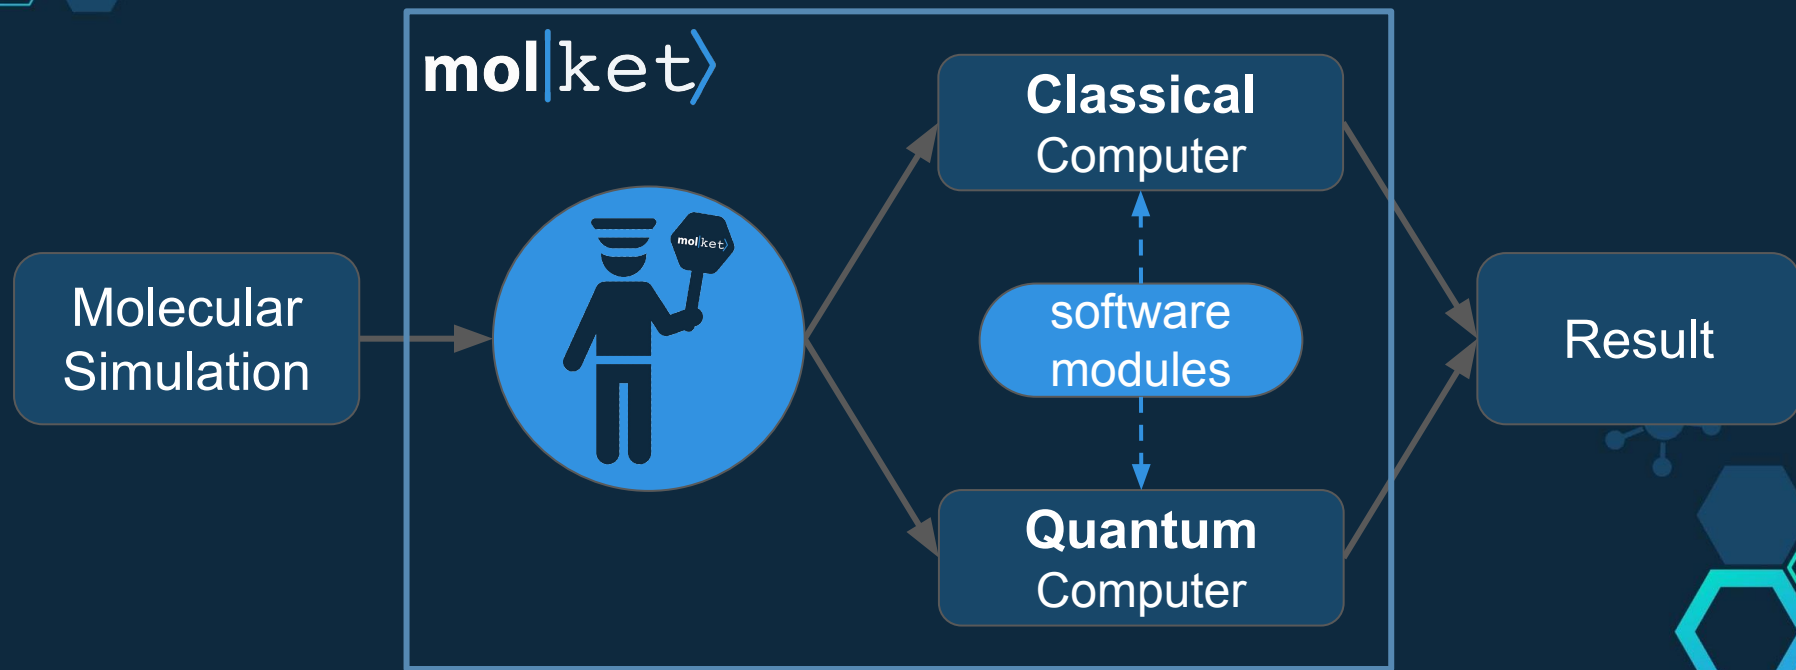 mol|ket⟩
Molecular
Simulation
mol|ket⟩
Classical
Computer
software
modules
Quantum
Computer
Result